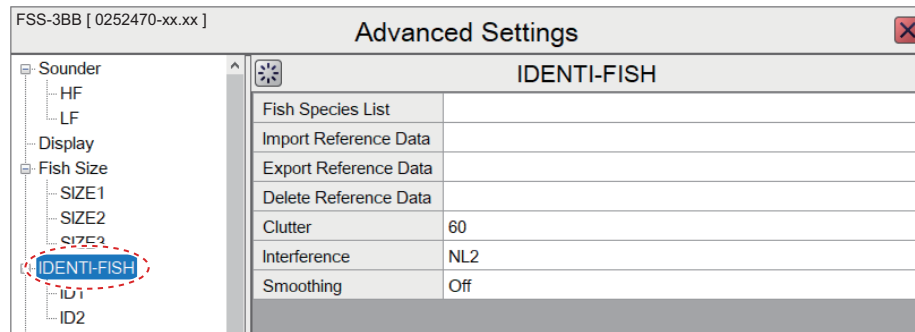 FSS-3BB [ 0252470-xx.xx ]
Advanced Settings
Sounder
HF
LF
Display
Fish Size
SIZE1
SIZE2
SIZE3
IDENTI-FISH
ID1
ID2
IDENTI-FISH
Fish Species List
Import Reference Data
Export Reference Data
Delete Reference Data
Clutter 60
Interference NL2
Smoothing Off